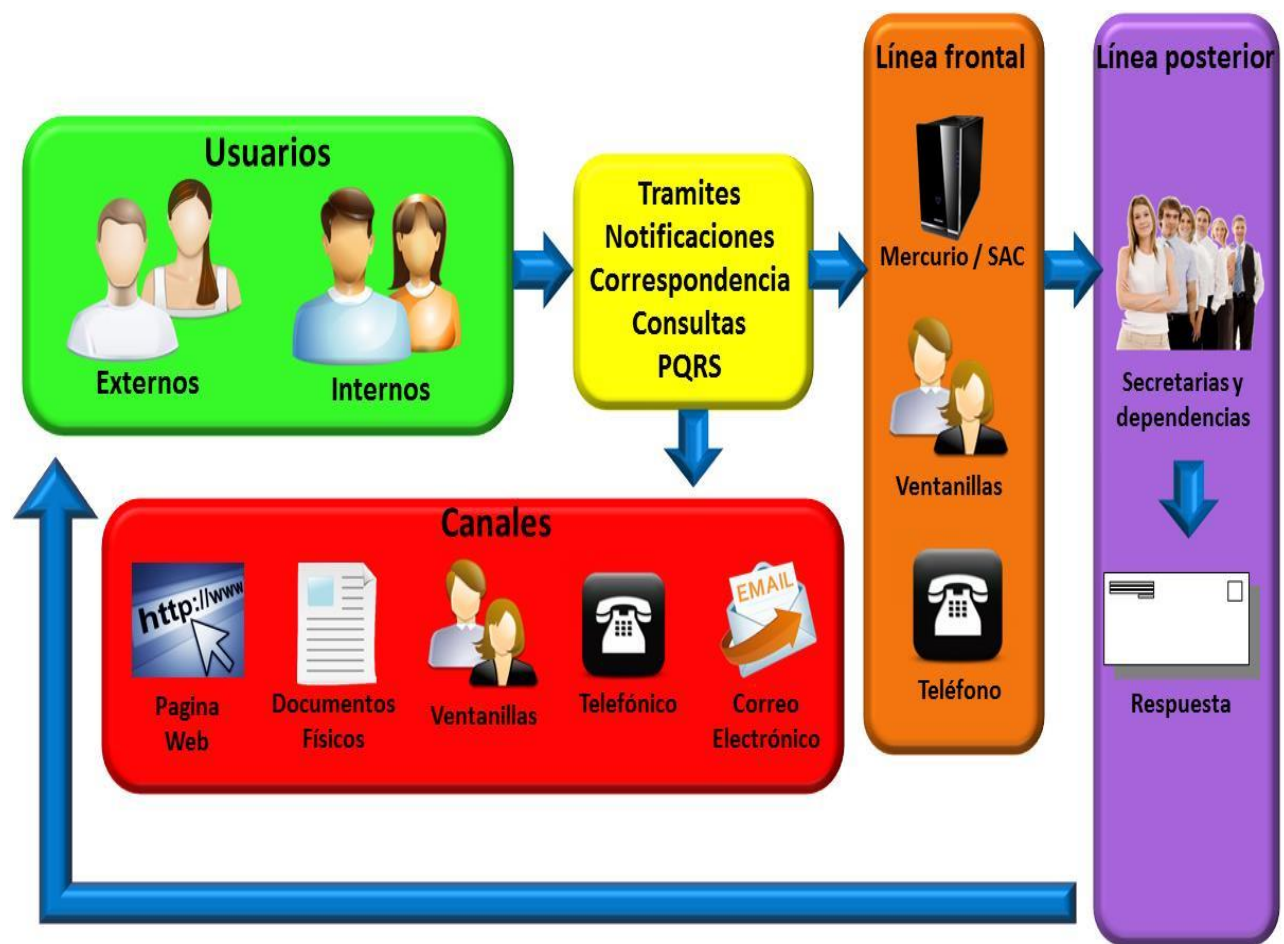 Usuarios
Externos
Internos
Tramites
Notificaciones
Correspondencia
Consultas
PQRS
Canales
http://www
Pagina
Web
Documentos
Físicos
Ventanillas
Telefónico
EMAIL
Correo
Electrónico
Línea frontal
Mercurio / SAC
Ventanillas
Teléfono
Línea posterior
Secretarias y
dependencias
Respuesta